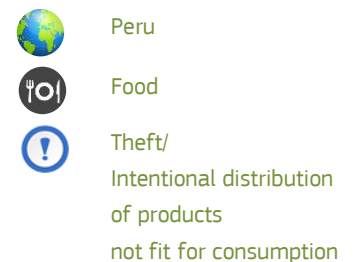 Peru
Food
Theft/
Intentional distribution
of products
not fit for consumption